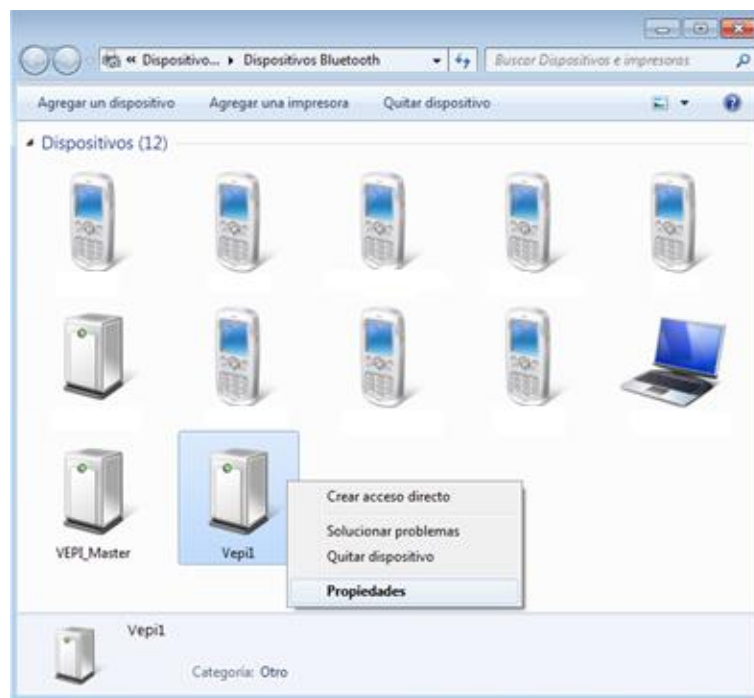 « Dispositivo... ▸ Dispositivos Bluetooth
Buscar Dispositivos e impresoras
Agregar un dispositivo Agregar una impresora Quitar dispositivo
Dispositivos (12)
Crear acceso directo
Solucionar problemas
Quitar dispositivo
Propiedades
VEPI_Master
Vepi1
Vepi1
Categoría: Otro